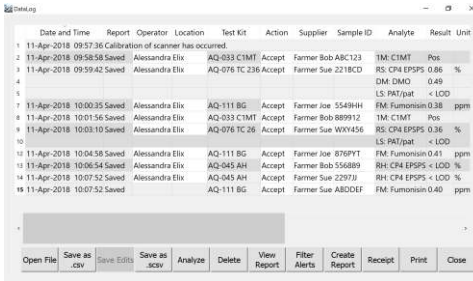 DataLog
Date and Time Report Operator Location Test Kit Action Supplier Sample ID Analyte Result Unit
1 11-Apr-2018 09:57:36 Calibration of scanner has occurred.
2 11-Apr-2018 09:58:58 Saved Alessandra Elix AQ-033 C1MT Accept Farmer Bob ABC123 1M: C1MT Pos
3 11-Apr-2018 09:59:42 Saved Alessandra Elix AQ-076 TC 236 Accept Farmer Sue 2218CD RS: CP4 EPSPS 0.86 %
4 DM: DMO 0.49
5 LS: PAT/pat < LOD
7 11-Apr-2018 10:00:35 Saved Alessandra Elix AQ-111 BG Accept Farmer Joe 5549HH FM: Fumonisin 0.38 ppm
8 11-Apr-2018 10:01:56 Saved Alessandra Elix AQ-033 C1MT Accept Farmer Bob 889912 1M: C1MT Pos
9 11-Apr-2018 10:03:10 Saved Alessandra Elix AQ-076 TC 26 Accept Farmer Sue WXY456 RS: CP4 EPSPS 0.36 %
10 LS: PAT/pat < LOD
12 11-Apr-2018 10:04:58 Saved Alessandra Elix AQ-111 BG Accept Farmer Joe 876PYT FM: Fumonisin 0.41 ppm
13 11-Apr-2018 10:06:54 Saved Alessandra Elix AQ-045 AH Accept Farmer Bob 556889 RH: CP4 EPSPS < LOD %
14 11-Apr-2018 10:07:52 Saved Alessandra Elix AQ-045 AH Accept Farmer Sue 2297JJ RH: CP4 EPSPS < LOD %
15 11-Apr-2018 10:07:52 Saved Alessandra Elix AQ-111 BG Accept Farmer Sue ABDDEF FM: Fumonisin 0.40 ppm
Open File Save as .csv Save Edits Save as .scsv Analyze Delete View Report Filter Alerts Create Report Receipt Print Close